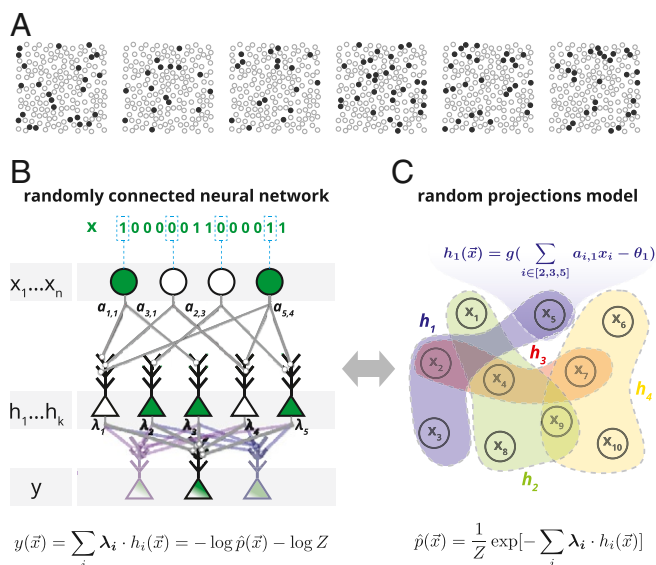 A
B
randomly connected neural network
x 1 0 0 0 0 0 1 1 0 0 0 0 0 1 1
x₁...xₙ
a₁,₁ a₃,₁ a₂,₃ a₅,₄
h₁...hₖ
λ₁ λ₂ λ₃ λ₄ λ₅
y
y(x⃗) = ∑ᵢ λᵢ · hᵢ(x⃗) = − log p̂(x⃗) − log Z
C
random projections model
h₁(x⃗) = g( ∑ i∈[2,3,5] aᵢ,₁xᵢ − θ₁)
x₁ x₅ x₆
h₁ h₃
x₂ x₄ x₇
h₄
x₃ x₈ x₉ x₁₀
h₂
p̂(x⃗) = 1/Z exp[− ∑ᵢ λᵢ · hᵢ(x⃗)]